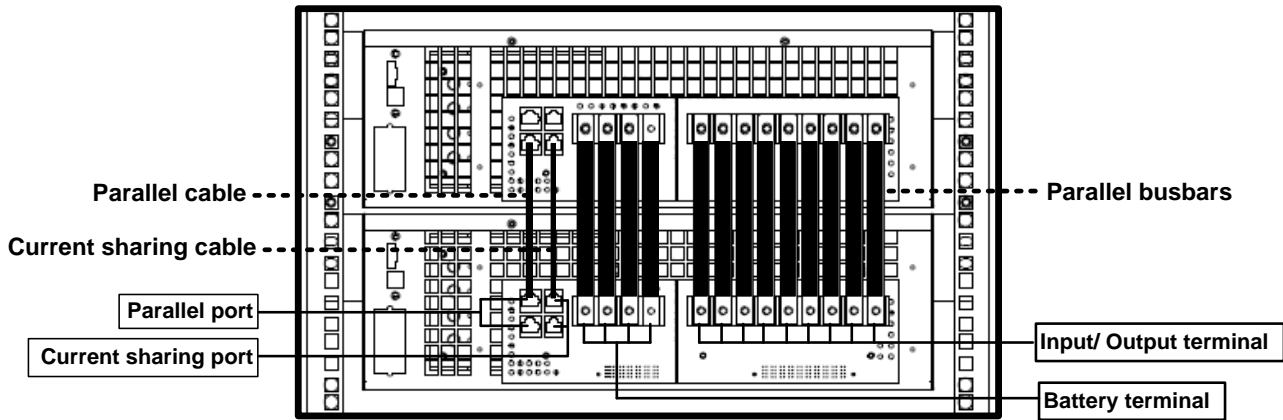 Parallel cable
Parallel busbars
Current sharing cable
Parallel port
Current sharing port
Input/ Output terminal
Battery terminal